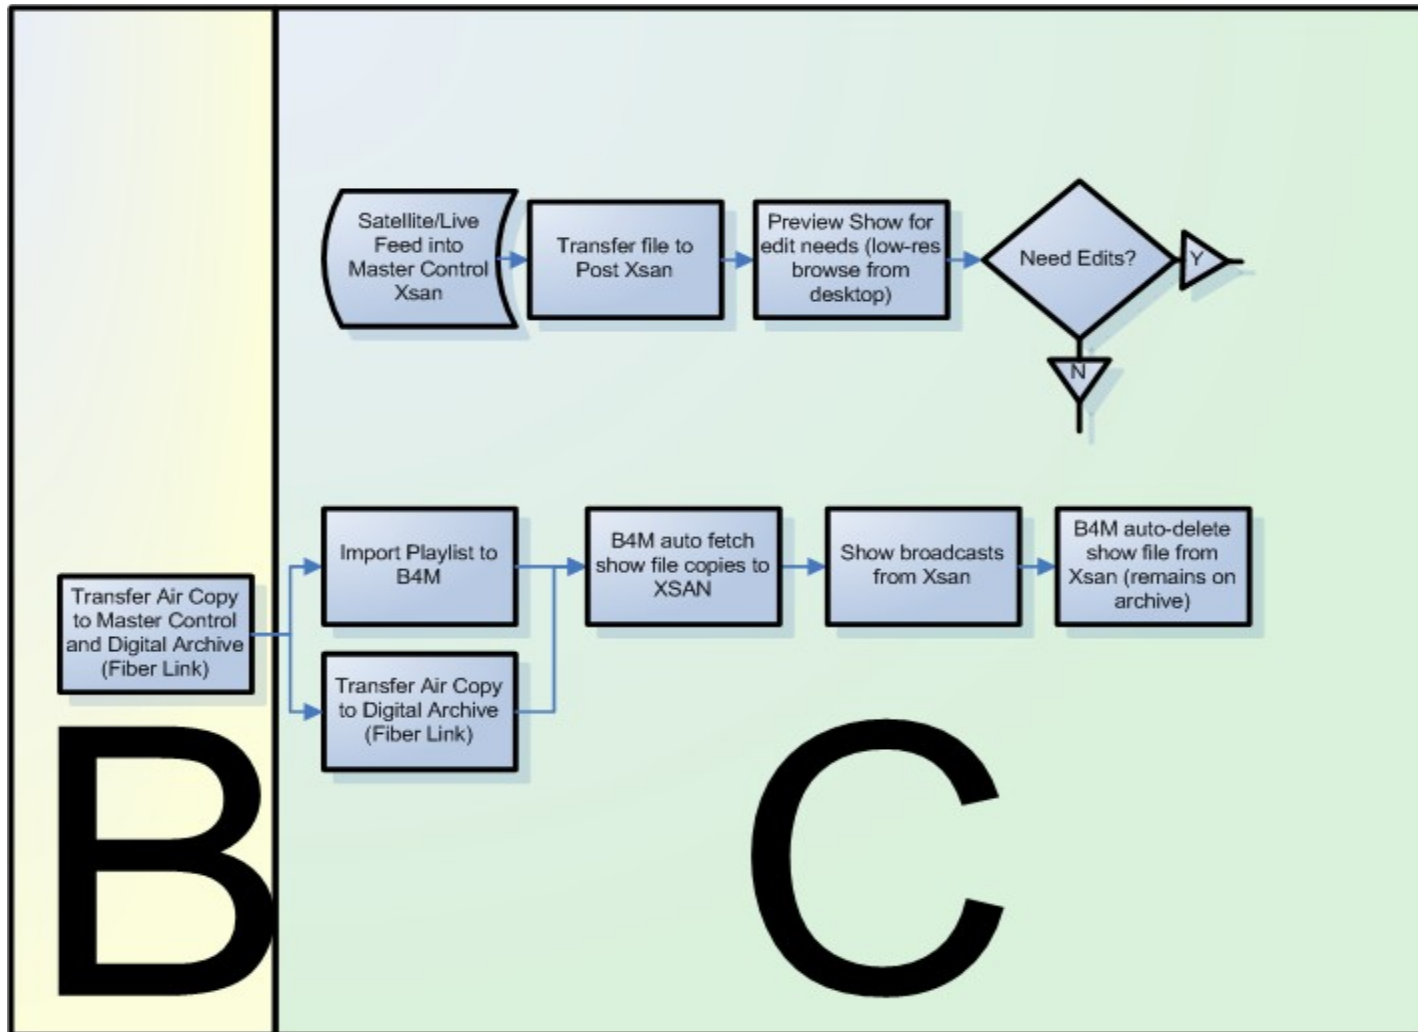 Satellite/Live
Feed into
Master Control
Xsan
Transfer file to
Post Xsan
Preview Show for
edit needs (low-res
browse from
desktop)
Need Edits?
Y
N
Transfer Air Copy
to Master Control
and Digital Archive
(Fiber Link)
Import Playlist to
B4M
Transfer Air Copy
to Digital Archive
(Fiber Link)
B4M auto fetch
show file copies to
XSAN
Show broadcasts
from Xsan
B4M auto-delete
show file from
Xsan (remains on
archive)
B
C